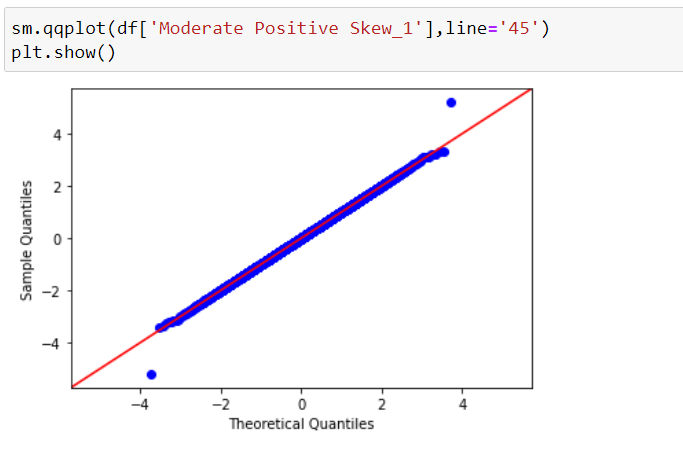 sm.qqplot(df['Moderate Positive Skew_1'],line='45')
plt.show()
4
2
0
−2
−4
Sample Quantiles
−4 −2 0 2 4
Theoretical Quantiles